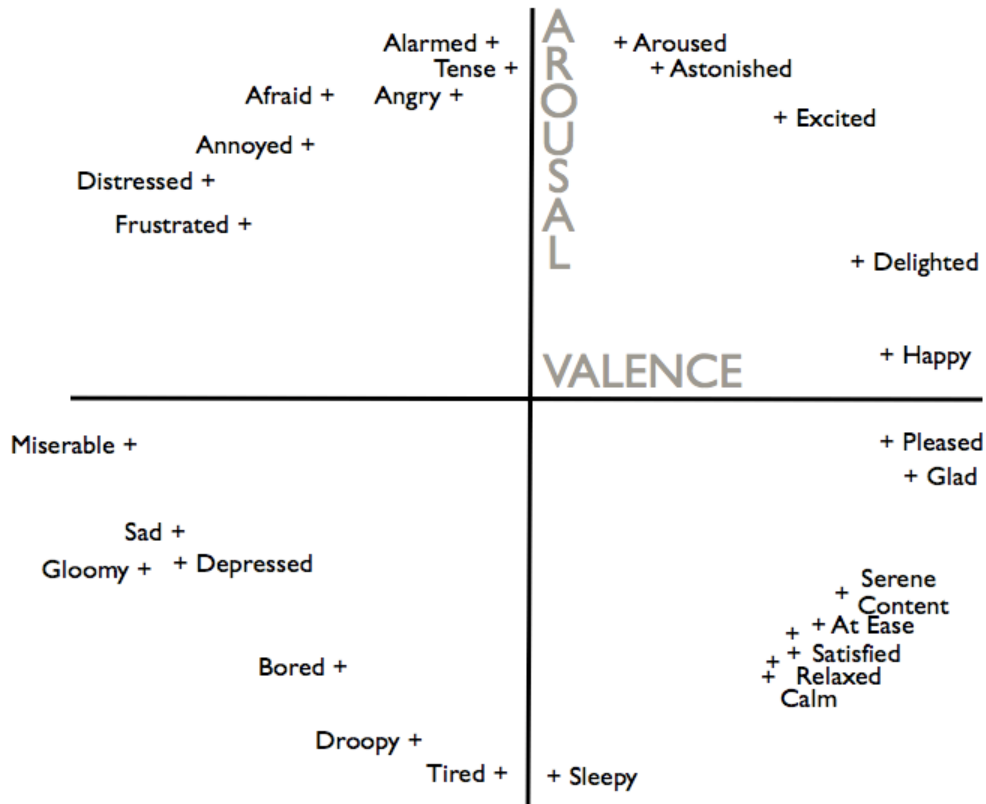 Alarmed
Aroused
Tense
Astonished
Afraid
Angry
Excited
Annoyed
Distressed
Frustrated
AROUSAL
Delighted
Happy
VALENCE
Miserable
Pleased
Glad
Sad
Gloomy
Depressed
Serene
Content
At Ease
Satisfied
Bored
Relaxed
Calm
Droopy
Tired
Sleepy